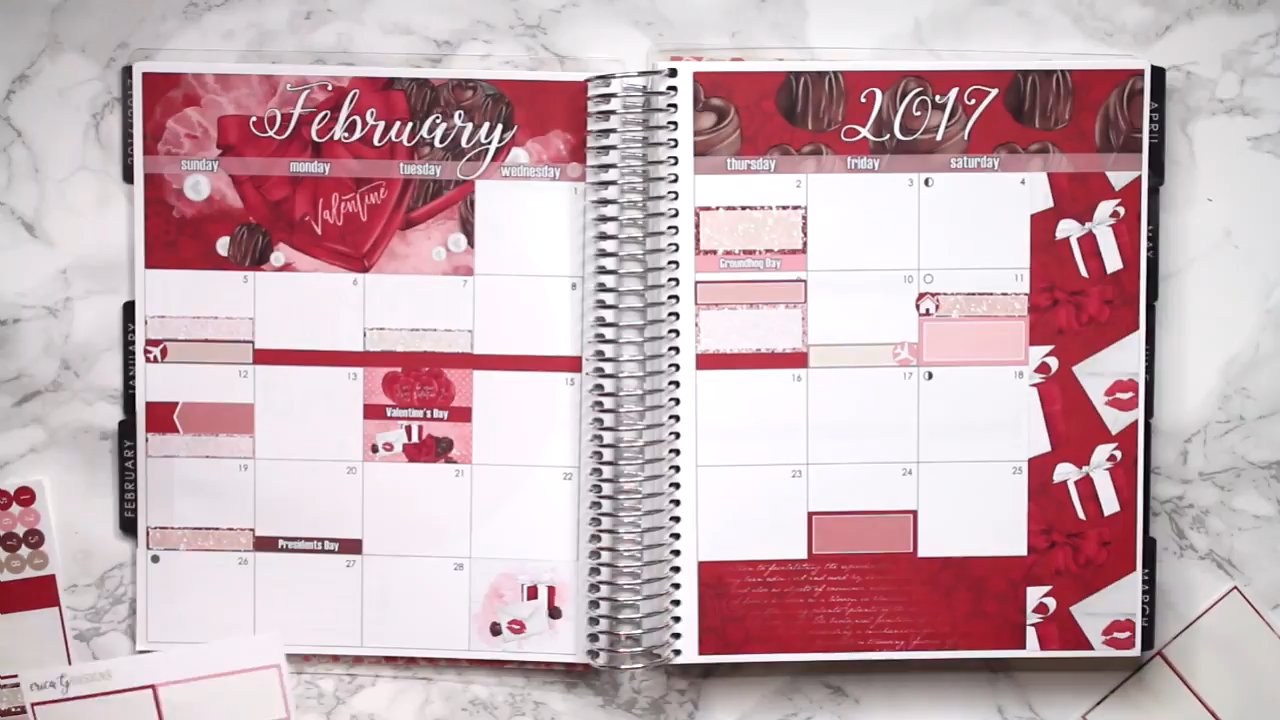 February
2017
sunday monday tuesday wednesday
thursday friday saturday
Valentine
1
2 3 4
Groundhog Day
5 6 7 8
9 10 11
12 13 15
Valentine's Day
16 17 18
19 20 21 22
23 24 25
Presidents Day
26 27 28
JANUARY
FEBRUARY
APRIL
MAY
MARCH